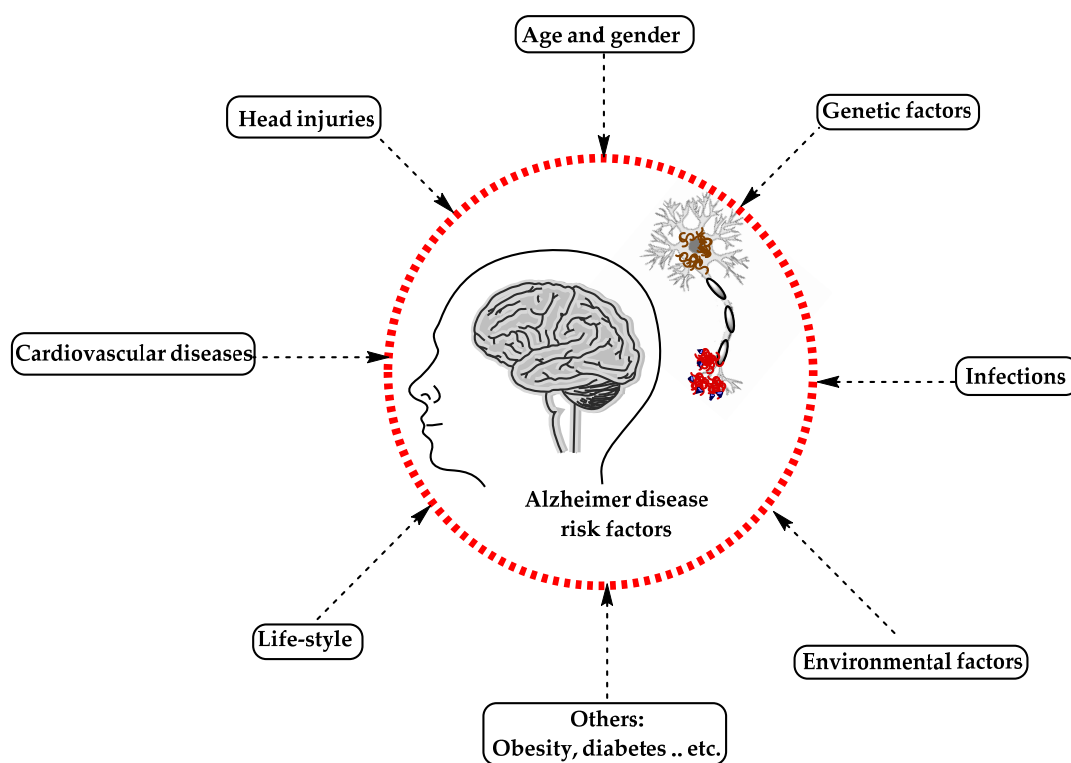 Age and gender
Head injuries
Genetic factors
Cardiovascular diseases
Infections
Alzheimer disease
risk factors
Life-style
Environmental factors
Others:
Obesity, diabetes .. etc.